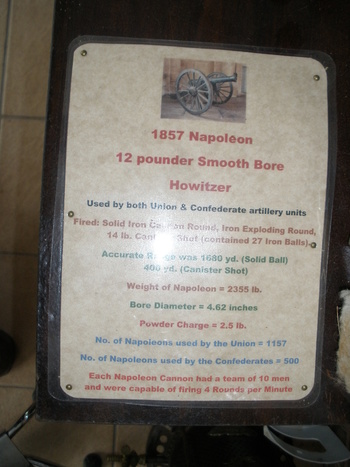 1857 Napoleon
12 pounder Smooth Bore
Howitzer
Used by both Union & Confederate artillery units
Fired: Solid Iron Cannon Round, Iron Exploding Round,
14 lb. Canister Shot (contained 27 Iron Balls).
Accurate Range was 1680 yd. (Solid Ball)
400 yd. (Canister Shot)
Weight of Napoleon = 2355 lb.
Bore Diameter = 4.62 inches
Powder Charge = 2.5 lb.
No. of Napoleons used by the Union = 1157
No. of Napoleons used by the Confederates = 500
Each Napoleon Cannon had a team of 10 men
and were capable of firing 4 Rounds per Minute